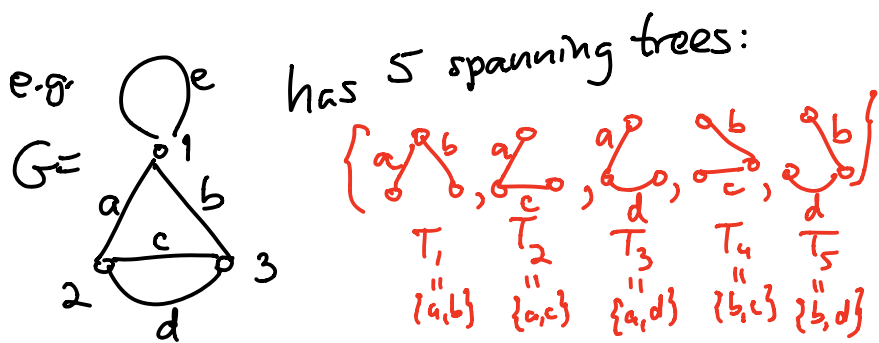 e.g. e has 5 spanning trees:
G= 1 { a b , a c , a d , b c , b d }
a b
c
2 3
d
T₁ T₂ T₃ T₄ T₅
= = = = =
{a,b} {a,c} {a,d} {b,c} {b,d}